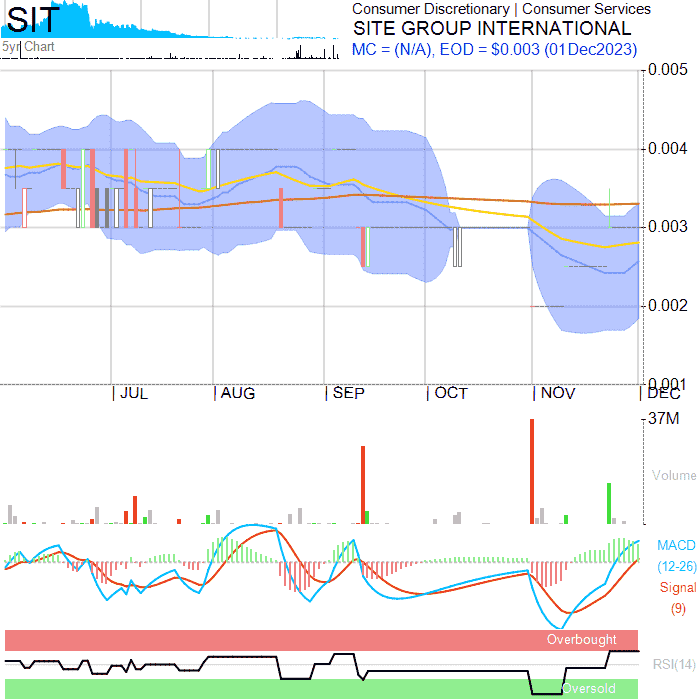 SIT
5yr Chart
Consumer Discretionary | Consumer Services
SITE GROUP INTERNATIONAL
MC = (N/A), EOD = $0.003 (01Dec2023)
0.005
0.004
0.003
0.002
0.001
JUL
AUG
SEP
OCT
NOV
DEC
37M
Volume
MACD
(12-26)
Signal
(9)
Overbought
RSI(14)
Oversold